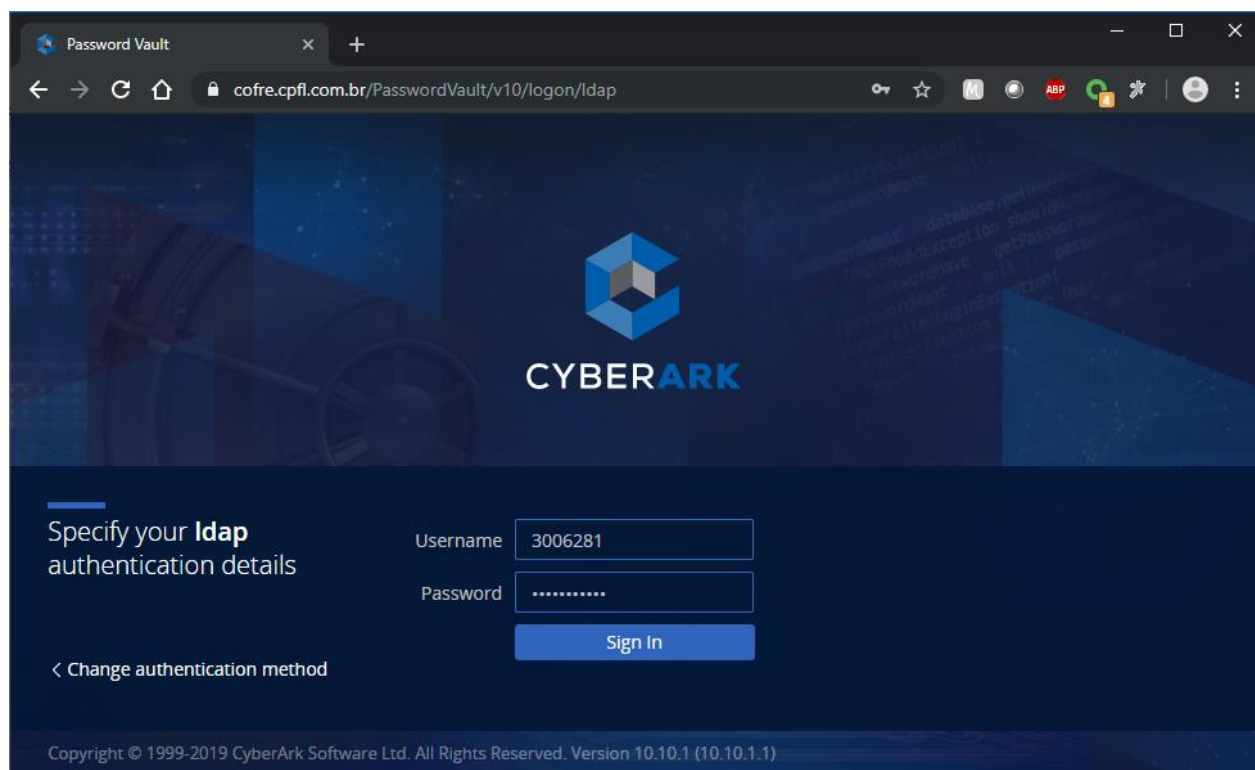 Password Vault
cofre.cpfl.com.br/PasswordVault/v10/logon/ldap
ABP
4
CYBERARK
Specify your ldap
authentication details
Username
3006281
Password
Sign In
< Change authentication method
Copyright © 1999-2019 CyberArk Software Ltd. All Rights Reserved. Version 10.10.1 (10.10.1.1)